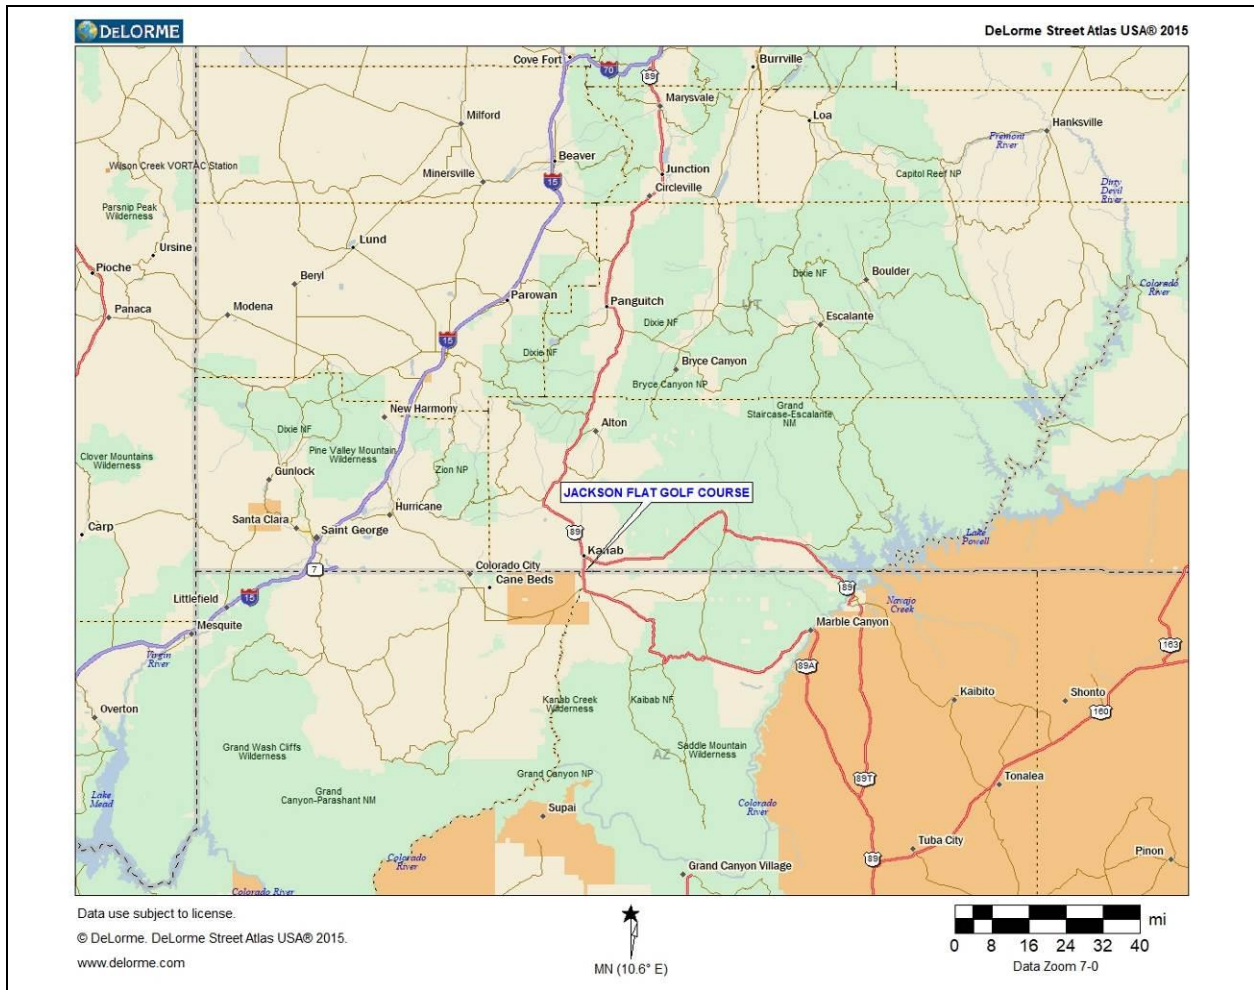 DELORME
DeLorme Street Atlas USA® 2015
Cove Fort
70
89
Burrville
Marysvale
Milford
Loa
Hanksville
Fremont
River
Wilson Creek VORTAC Station
Beaver
Minersville
15
Junction
Circleville
Capitol Reef NP
Dirty
Devil
River
Parsnip Peak
Wilderness
Ursine
Lund
Pioche
Beryl
Dixie NF
Boulder
Colorado
River
Panaca
Modena
Parowan
Panguitch
UT
Escalante
Dixie NF
15
Dixie NF
Bryce Canyon
Bryce Canyon NP
New Harmony
Grand
Staircase-Escalante
NM
Dixie NF
Alton
Pine Valley Mountain
Wilderness
Clover Mountains
Wilderness
Gunlock
Zion NP
JACKSON FLAT GOLF COURSE
Hurricane
Santa Clara
Carp
Saint George
89
Lake
Powell
Kanab
7
Colorado City
Cane Beds
89
Littlefield
15
Navajo
Creek
Mesquite
Marble Canyon
Virgin
River
163
89A
Overton
Kanab Creek
Wilderness
Kaibab NF
Kaibito
Shonto
160
Grand Wash Cliffs
Wilderness
Saddle Mountain
Wilderness
AZ
Grand Canyon NP
89T
Tonalea
Lake
Mead
Grand
Canyon-Parashant NM
Supai
Colorado
River
Tuba City
Colorado
River
89
Pinon
Grand Canyon Village
Colorado River
Data use subject to license.
© DeLorme. DeLorme Street Atlas USA® 2015.
www.delorme.com
MN (10.6° E)
mi
0 8 16 24 32 40
Data Zoom 7-0